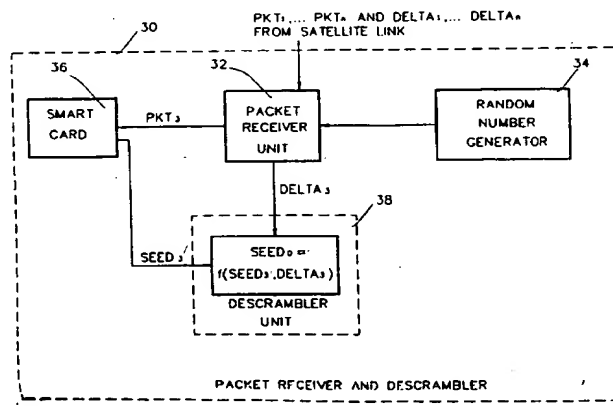 PKT₁,... PKTₙ AND DELTA₁,... DELTAₙ
FROM SATELLITE LINK
30
36
32
34
SMART
CARD
PKT₃
PACKET
RECEIVER
UNIT
RANDOM
NUMBER
GENERATOR
DELTA₃
38
SEED₃'
SEED₀ =
f(SEED₃',DELTA₃)
DESCRAMBLER
UNIT
PACKET RECEIVER AND DESCRAMBLER